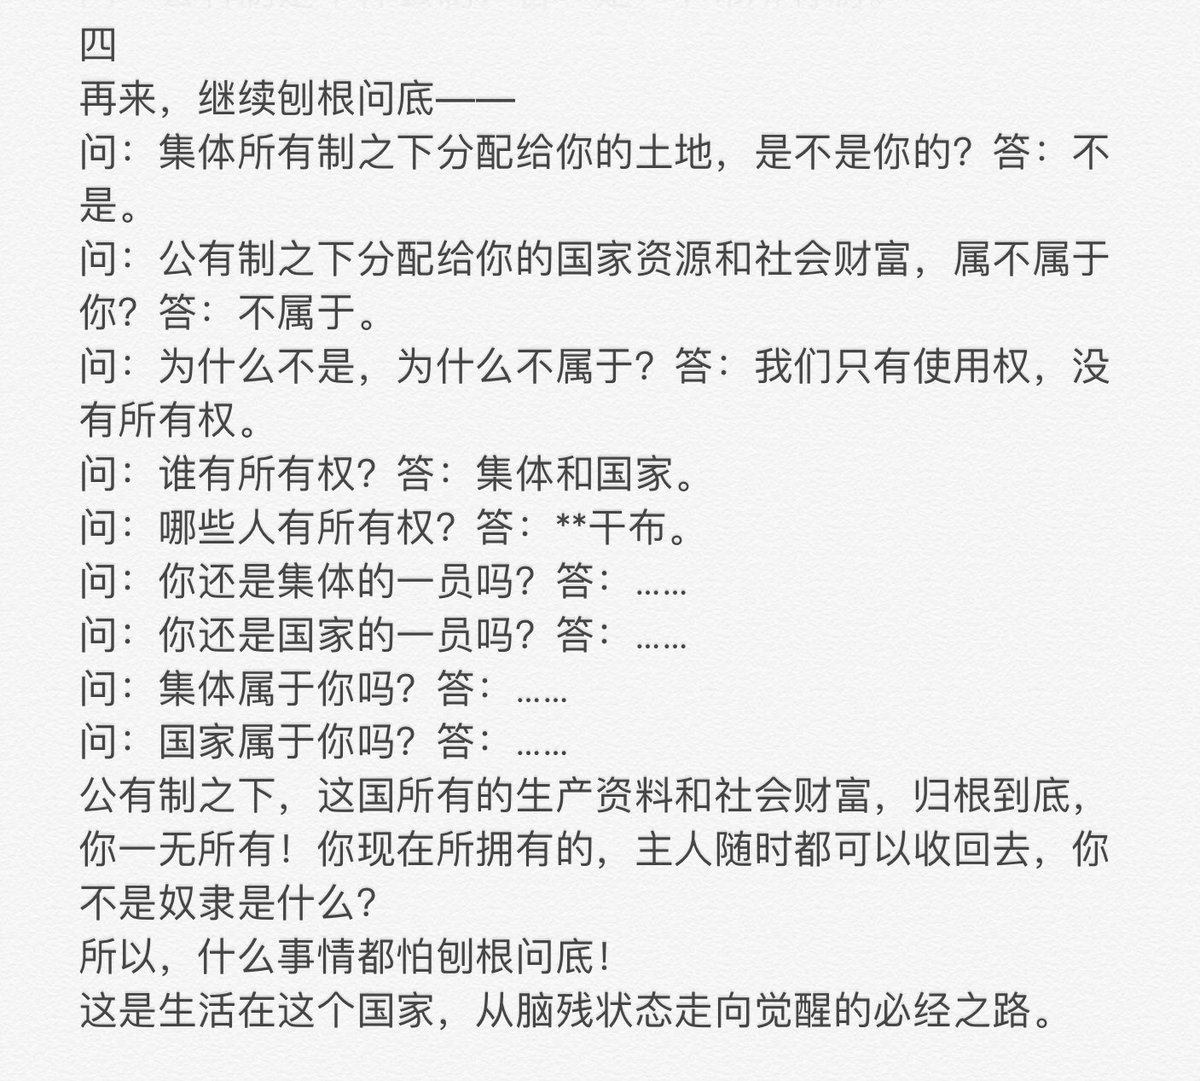 四
再来，继续刨根问底——
问：集体所有制之下分配给你的土地，是不是你的？答：不
是。
问：公有制之下分配给你的国家资源和社会财富，属不属于
你？答：不属于。
问：为什么不是，为什么不属于？答：我们只有使用权，没
有所有权。
问：谁有所有权？答：集体和国家。
问：哪些人有所有权？答：**干布。
问：你还是集体的一员吗？答：……
问：你还是国家的一员吗？答：……
问：集体属于你吗？答：……
问：国家属于你吗？答：……
公有制之下，这国所有的生产资料和社会财富，归根到底，
你一无所有！你现在所拥有的，主人随时都可以收回去，你
不是奴隶是什么？
所以，什么事情都怕刨根问底！
这是生活在这个国家，从脑残状态走向觉醒的必经之路。